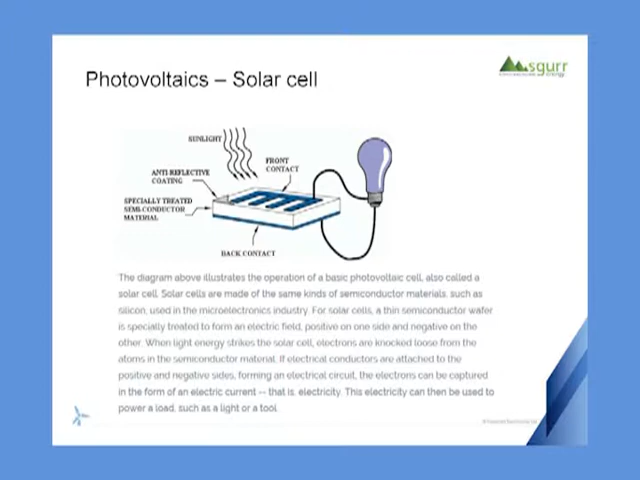 sgurr
energy
Photovoltaics – Solar cell
SUNLIGHT
FRONT
CONTACT
ANTI REFLECTIVE
COATING
SPECIALLY TREATED
SEMI-CONDUCTOR
MATERIAL
BACK CONTACT
The diagram above illustrates the operation of a basic photovoltaic cell, also called a
solar cell. Solar cells are made of the same kinds of semiconductor materials, such as
silicon, used in the microelectronics industry. For solar cells, a thin semiconductor wafer
is specially treated to form an electric field, positive on one side and negative on the
other. When light energy strikes the solar cell, electrons are knocked loose from the
atoms in the semiconductor material. If electrical conductors are attached to the
positive and negative sides, forming an electrical circuit, the electrons can be captured
in the form of an electric current -- that is, electricity. This electricity can then be used to
power a load, such as a light or a tool.